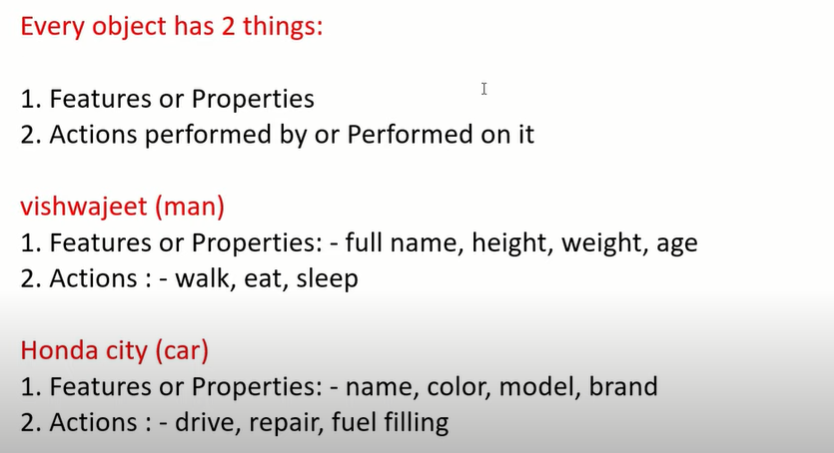 Every object has 2 things:
1. Features or Properties
2. Actions performed by or Performed on it
vishwajeet (man)
1. Features or Properties: - full name, height, weight, age
2. Actions : - walk, eat, sleep
Honda city (car)
1. Features or Properties: - name, color, model, brand
2. Actions : - drive, repair, fuel filling